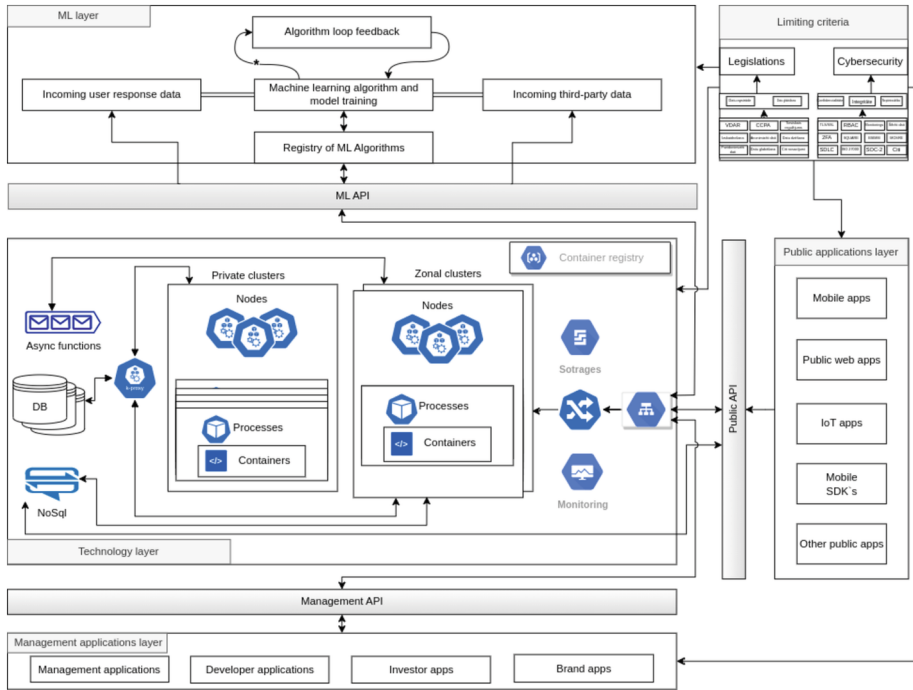 ML layer
Algorithm loop feedback
*
Incoming user response data
Machine learning algorithm and
model training
Incoming third-party data
Registry of ML Algorithms
ML API
Limiting criteria
Legislations
Cybersecurity
Integrities
VDAR
CCPA
RBAC
2FA
SDLC
SOC-2
Container registry
Private clusters
Zonal clusters
Nodes
Nodes
Async functions
k-proxy
DB
Processes
Containers
Processes
</>
Containers
</>
Sotrages
Monitoring
NoSql
Technology layer
Public API
Public applications layer
Mobile apps
Public web apps
IoT apps
Mobile
SDK`s
Other public apps
Management API
Management applications layer
Management applications
Developer applications
Investor apps
Brand apps